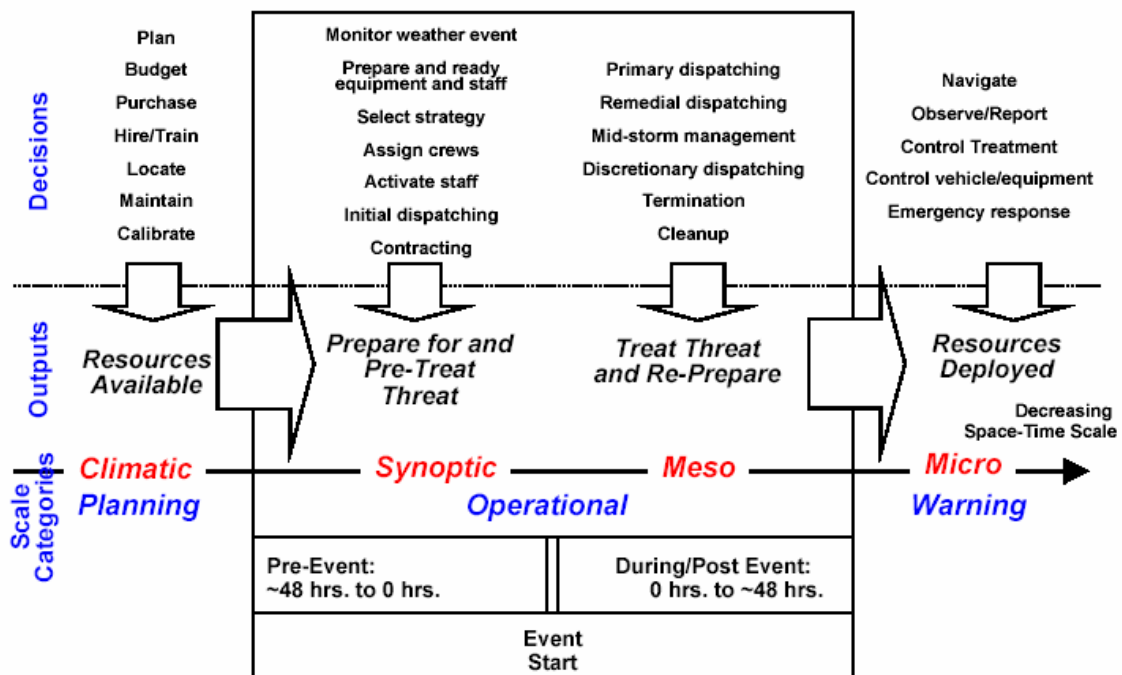 Decisions
Plan
Budget
Purchase
Hire/Train
Locate
Maintain
Calibrate
Monitor weather event
Prepare and ready
equipment and staff
Select strategy
Assign crews
Activate staff
Initial dispatching
Contracting
Primary dispatching
Remedial dispatching
Mid-storm management
Discretionary dispatching
Termination
Cleanup
Navigate
Observe/Report
Control Treatment
Control vehicle/equipment
Emergency response
Outputs
Resources
Available
Prepare for and
Pre-Treat
Threat
Treat Threat
and Re-Prepare
Resources
Deployed
Decreasing
Space-Time Scale
Scale
Categories
Climatic
Synoptic
Meso
Micro
Planning
Operational
Warning
Pre-Event:
~48 hrs. to 0 hrs.
During/Post Event:
0 hrs. to ~48 hrs.
Event
Start